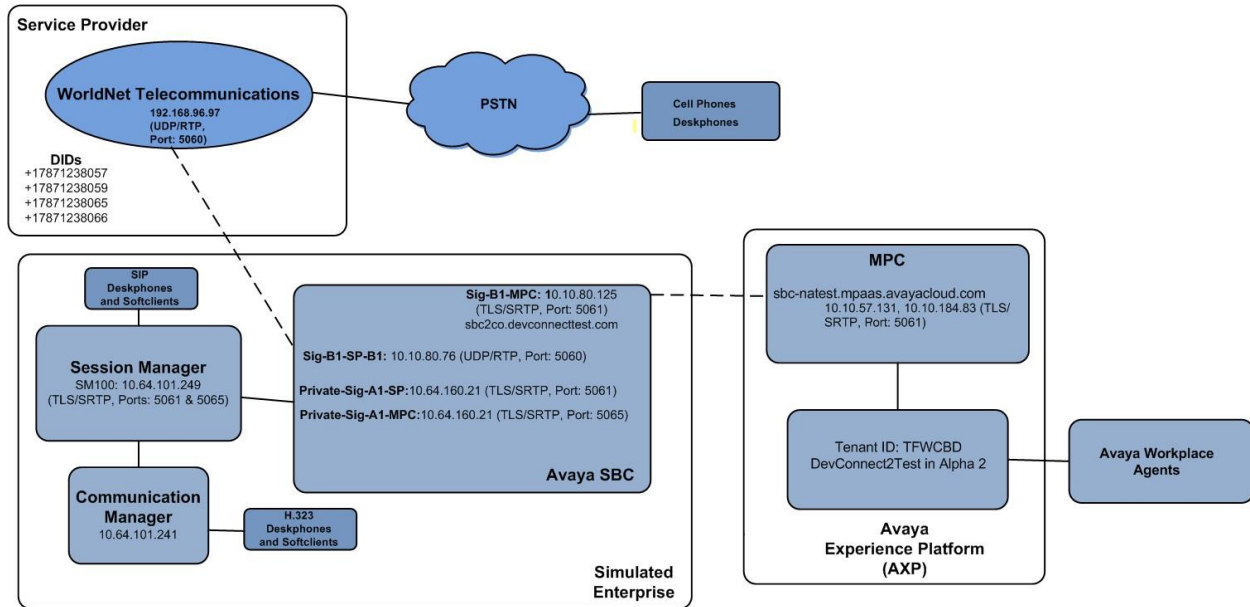 Service Provider
WorldNet Telecommunications
192.168.96.97
(UDP/RTP,
Port: 5060)
DIDs
+17871238057
+17871238059
+17871238065
+17871238066
PSTN
Cell Phones
Deskphones
SIP
Deskphones
and Softclients
Session Manager
SM100: 10.64.101.249
(TLS/SRTP, Ports: 5061 & 5065)
Communication
Manager
10.64.101.241
H.323
Deskphones
and Softclients
Sig-B1-MPC: 10.10.80.125
(TLS/SRTP, Port: 5061)
sbc2co.devconnecttest.com
Sig-B1-SP-B1: 10.10.80.76 (UDP/RTP, Port: 5060)
Private-Sig-A1-SP:10.64.160.21 (TLS/SRTP, Port: 5061)
Private-Sig-A1-MPC:10.64.160.21 (TLS/SRTP, Port: 5065)
Avaya SBC
Simulated
Enterprise
MPC
sbc-natest.mpaas.avayacloud.com
10.10.57.131, 10.10.184.83 (TLS/
SRTP, Port: 5061)
Tenant ID: TFWCBD
DevConnect2Test in Alpha 2
Avaya
Experience Platform
(AXP)
Avaya Workplace
Agents